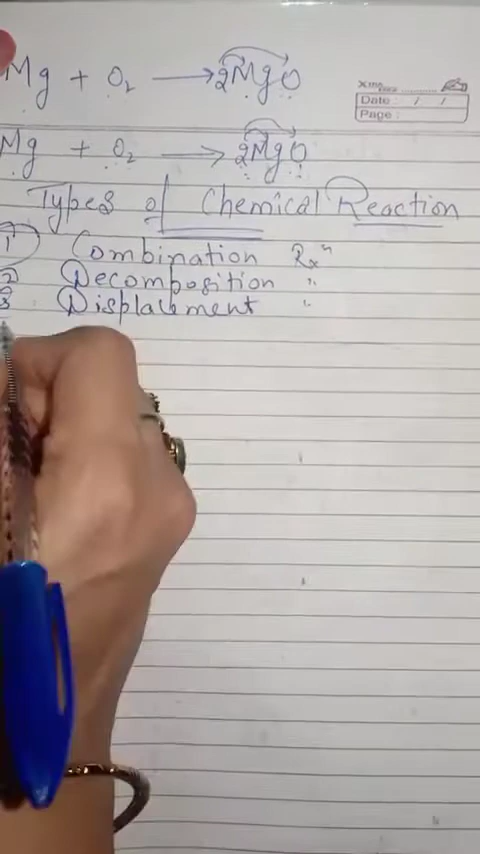 Mg + O₂ → 2MgO
Date : / /
Page :
Mg + O₂ → 2MgO
Types of Chemical Reaction
1 Combination Rxⁿ
2 Decomposition "
3 Displacement "